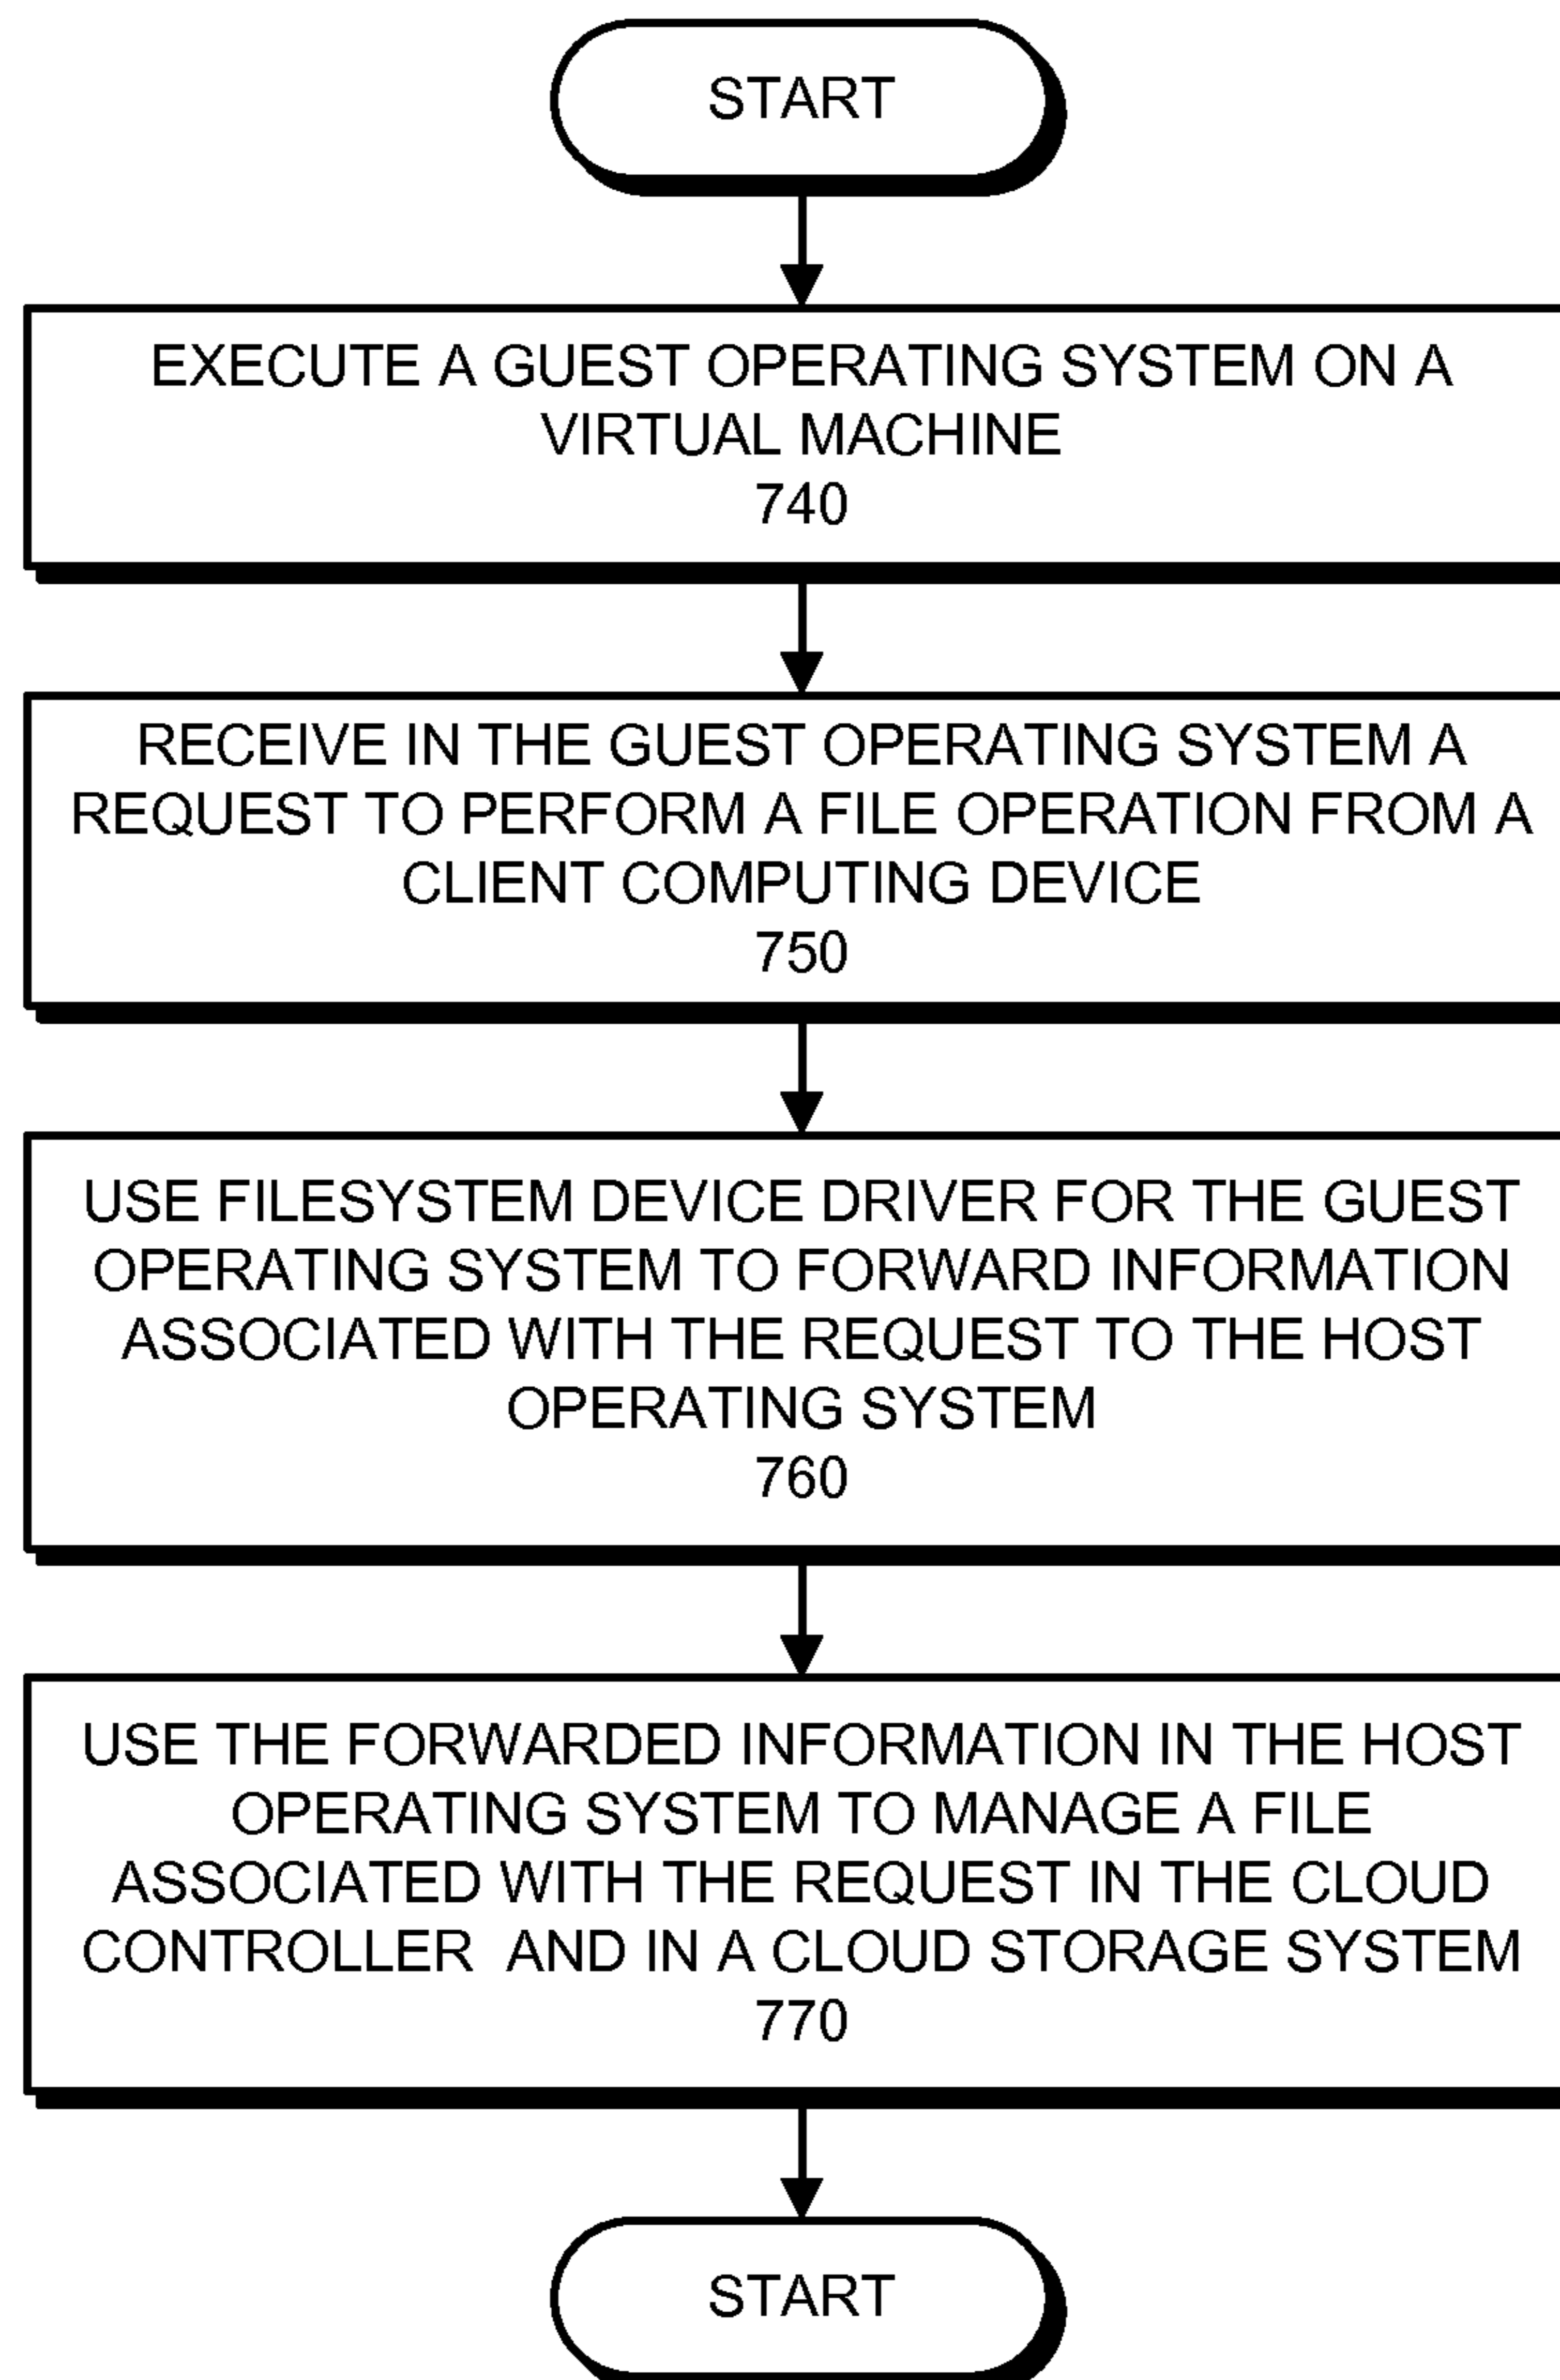 START
EXECUTE A GUEST OPERATING SYSTEM ON A
VIRTUAL MACHINE
740
RECEIVE IN THE GUEST OPERATING SYSTEM A
REQUEST TO PERFORM A FILE OPERATION FROM A
CLIENT COMPUTING DEVICE
750
USE FILESYSTEM DEVICE DRIVER FOR THE GUEST
OPERATING SYSTEM TO FORWARD INFORMATION
ASSOCIATED WITH THE REQUEST TO THE HOST
OPERATING SYSTEM
760
USE THE FORWARDED INFORMATION IN THE HOST
OPERATING SYSTEM TO MANAGE A FILE
ASSOCIATED WITH THE REQUEST IN THE CLOUD
CONTROLLER AND IN A CLOUD STORAGE SYSTEM
770
START